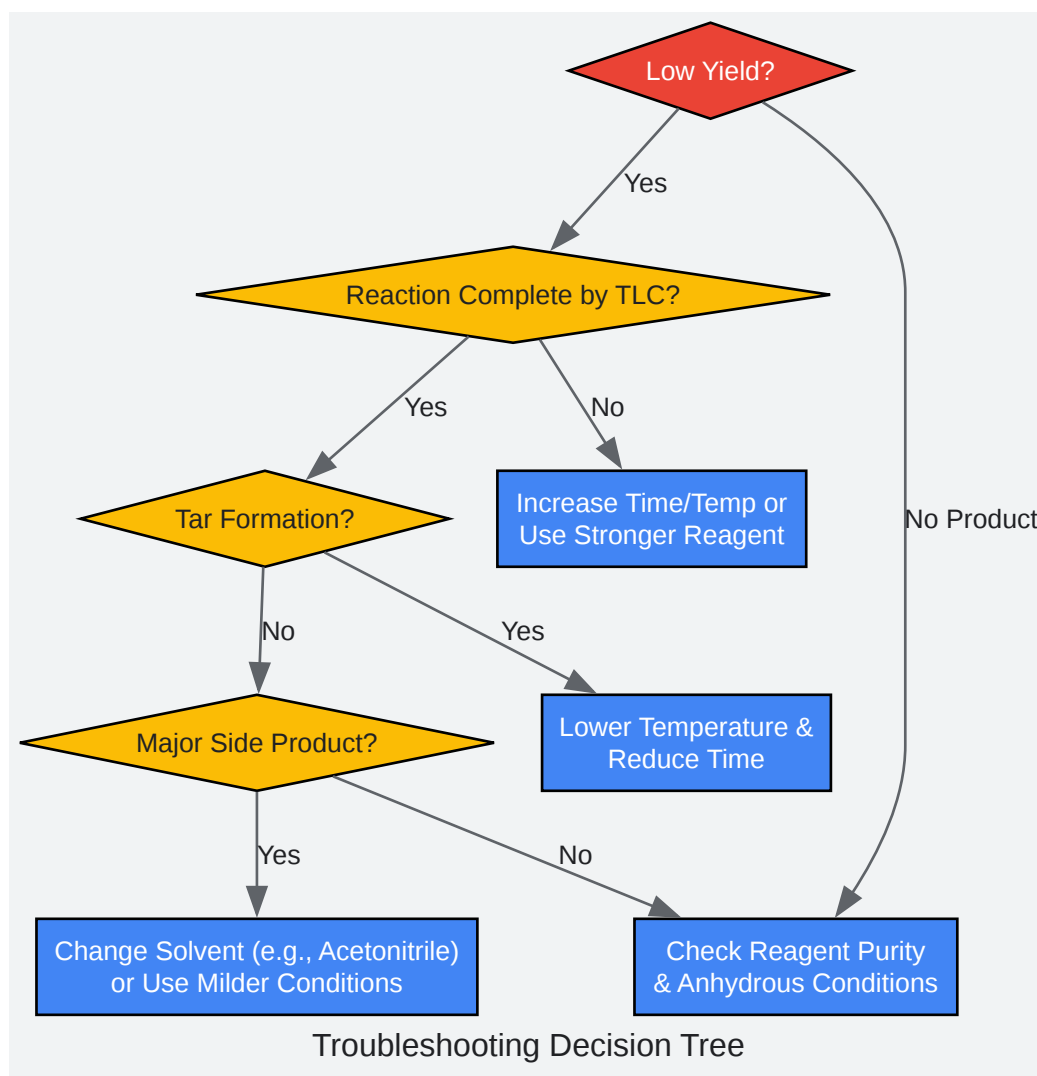 Low Yield?
Yes
Reaction Complete by TLC?
Yes
No
Tar Formation?
Increase Time/Temp or
Use Stronger Reagent
No Product
No
Yes
Major Side Product?
Lower Temperature &
Reduce Time
Yes
No
Change Solvent (e.g., Acetonitrile)
or Use Milder Conditions
Check Reagent Purity
& Anhydrous Conditions
Troubleshooting Decision Tree